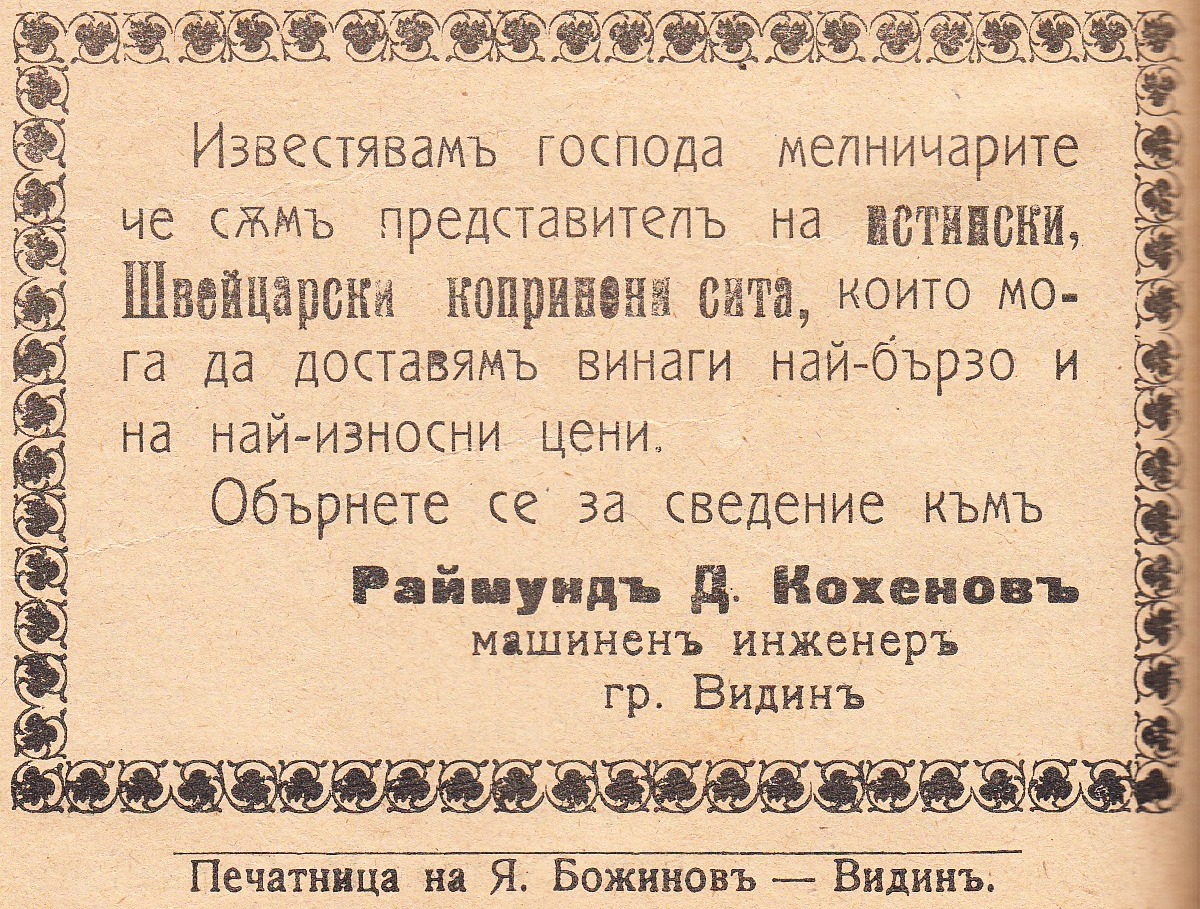 Известявамъ господа мелничарите
че сѫмъ представителъ на истински,
Швейцарски копринени сита, които мо-
га да доставямъ винаги най-бързо и
на най-износни цени.
Обърнете се за сведение къмъ
Раймундъ Д. Кохеновъ
машиненъ инженеръ
гр. Видинъ
Печатница на Я. Божиновъ — Видинъ.